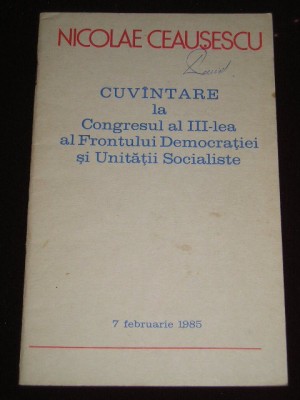 NICOLAE CEAUȘESCU
CUVÎNTARE
la
Congresul al III-lea
al Frontului Democrației
și Unității Socialiste
7 februarie 1985